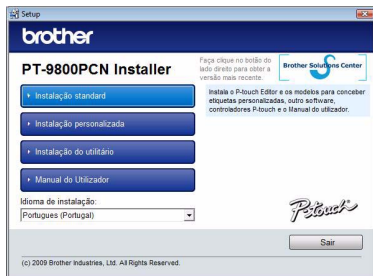 Setup
brother
PT-9800PCN Installer
Faça clique no botão do
lado direito para obter a
versão mais recente.
Brother Solutions Center
Instalação standard
Instala o P-touch Editor e os modelos para conceber
etiquetas personalizadas, outro software,
controladores P-touch e o Manual do utilizador.
Instalação personalizada
Instalação do utilitário
Manual do Utilizador
Idioma de instalação:
Portugues (Portugal)
P-touch
Sair
(c) 2009 Brother Industries, Ltd. All Rights Reserved.